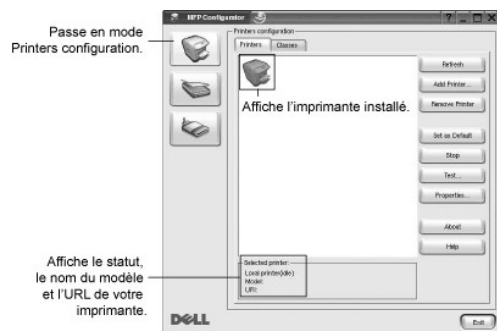 MFP Configurator
Passe en mode
Printers configuration.
Printers configuration
Printers
Classes
Affiche l'imprimante installé.
Refresh
Add Printer...
Remove Printer
Set as Default
Stop
Test...
Properties...
About
Help
Affiche le statut,
le nom du modèle
et l'URL de votre
imprimante.
Selected printer:
Local printer(idle)
Model:
URI:
DELL
Exit